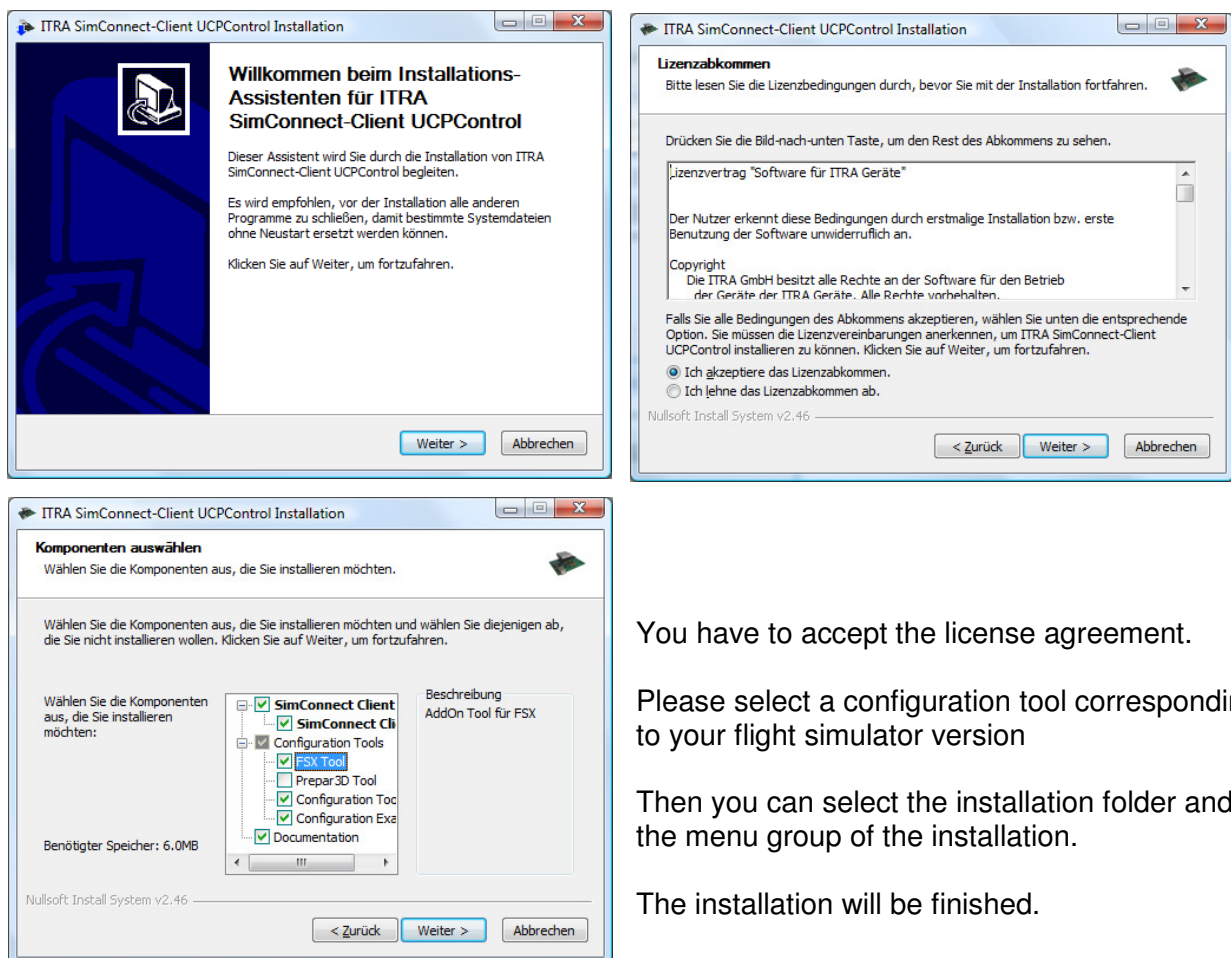 ITRA SimConnect-Client UCPControl Installation
Willkommen beim Installations-
Assistenten für ITRA
SimConnect-Client UCPControl
Dieser Assistent wird Sie durch die Installation von ITRA
SimConnect-Client UCPControl begleiten.
Es wird empfohlen, vor der Installation alle anderen
Programme zu schließen, damit bestimmte Systemdateien
ohne Neustart ersetzt werden können.
Klicken Sie auf Weiter, um fortzufahren.
Weiter > Abbrechen
ITRA SimConnect-Client UCPControl Installation
Lizenzabkommen
Bitte lesen Sie die Lizenzbedingungen durch, bevor Sie mit der Installation fortfahren.
Drücken Sie die Bild-nach-unten Taste, um den Rest des Abkommens zu sehen.
Lizenzvertrag "Software für ITRA Geräte"
Der Nutzer erkennt diese Bedingungen durch erstmalige Installation bzw. erste
Benutzung der Software unwiderruflich an.
Copyright
Die ITRA GmbH besitzt alle Rechte an der Software für den Betrieb
der Geräte der ITRA Geräte. Alle Rechte vorbehalten.
Falls Sie alle Bedingungen des Abkommens akzeptieren, wählen Sie unten die entsprechende
Option. Sie müssen die Lizenzvereinbarungen anerkennen, um ITRA SimConnect-Client
UCPControl installieren zu können. Klicken Sie auf Weiter, um fortzufahren.
Ich akzeptiere das Lizenzabkommen.
Ich lehne das Lizenzabkommen ab.
Nullsoft Install System v2.46
< Zurück Weiter > Abbrechen
ITRA SimConnect-Client UCPControl Installation
Komponenten auswählen
Wählen Sie die Komponenten aus, die Sie installieren möchten.
Wählen Sie die Komponenten aus, die Sie installieren möchten und wählen Sie diejenigen ab,
die Sie nicht installieren wollen. Klicken Sie auf Weiter, um fortzufahren.
Wählen Sie die Komponenten
aus, die Sie installieren
möchten:
SimConnect Client
SimConnect Cli
Configuration Tools
FSX Tool
Prepar3D Tool
Configuration Too
Configuration Exa
Documentation
Beschreibung
AddOn Tool für FSX
Benötigter Speicher: 6.0MB
Nullsoft Install System v2.46
< Zurück Weiter > Abbrechen
You have to accept the license agreement.
Please select a configuration tool correspondin
to your flight simulator version
Then you can select the installation folder and
the menu group of the installation.
The installation will be finished.